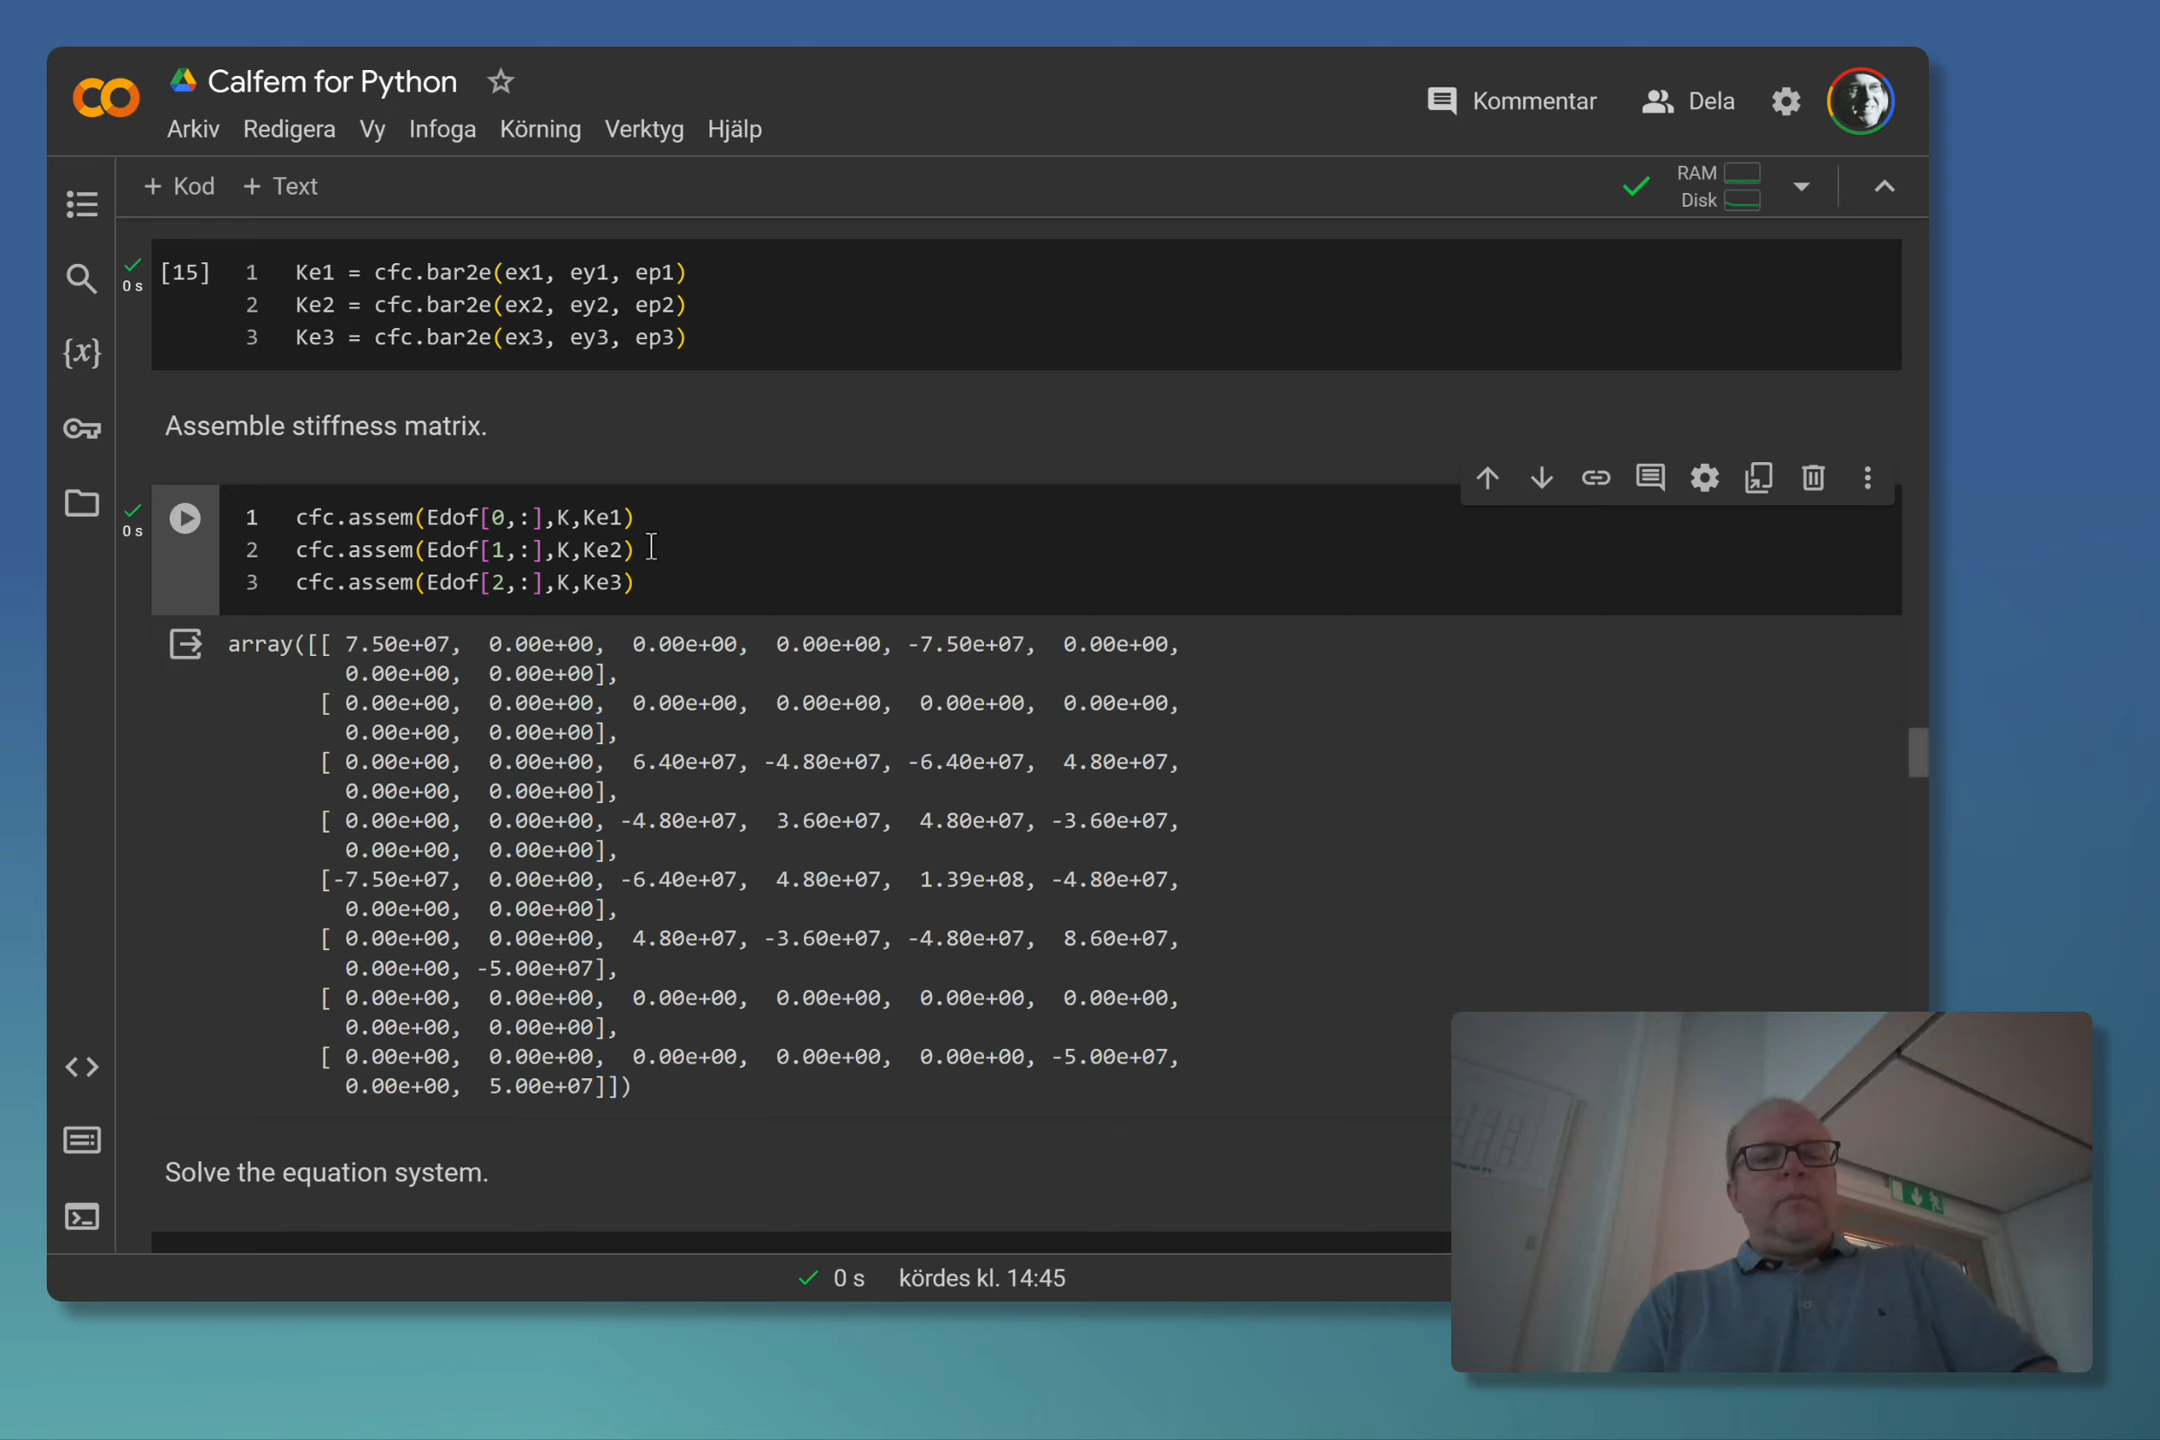 Calfem for Python
Arkiv Redigera Vy Infoga Körning Verktyg Hjälp
Kommentar Dela
+ Kod + Text
RAM
Disk
[15] 1 Ke1 = cfc.bar2e(ex1, ey1, ep1)
0 s 2 Ke2 = cfc.bar2e(ex2, ey2, ep2)
3 Ke3 = cfc.bar2e(ex3, ey3, ep3)
{x}
Assemble stiffness matrix.
1 cfc.assem(Edof[0,:],K,Ke1)
0 s 2 cfc.assem(Edof[1,:],K,Ke2)
3 cfc.assem(Edof[2,:],K,Ke3)
array([[ 7.50e+07, 0.00e+00, 0.00e+00, 0.00e+00, -7.50e+07, 0.00e+00,
0.00e+00, 0.00e+00],
[ 0.00e+00, 0.00e+00, 0.00e+00, 0.00e+00, 0.00e+00, 0.00e+00,
0.00e+00, 0.00e+00],
[ 0.00e+00, 0.00e+00, 6.40e+07, -4.80e+07, -6.40e+07, 4.80e+07,
0.00e+00, 0.00e+00],
[ 0.00e+00, 0.00e+00, -4.80e+07, 3.60e+07, 4.80e+07, -3.60e+07,
0.00e+00, 0.00e+00],
[-7.50e+07, 0.00e+00, -6.40e+07, 4.80e+07, 1.39e+08, -4.80e+07,
0.00e+00, 0.00e+00],
[ 0.00e+00, 0.00e+00, 4.80e+07, -3.60e+07, -4.80e+07, 8.60e+07,
0.00e+00, -5.00e+07],
[ 0.00e+00, 0.00e+00, 0.00e+00, 0.00e+00, 0.00e+00, 0.00e+00,
0.00e+00, 0.00e+00],
[ 0.00e+00, 0.00e+00, 0.00e+00, 0.00e+00, 0.00e+00, -5.00e+07,
0.00e+00, 5.00e+07]])
Solve the equation system.
0 s kördes kl. 14:45